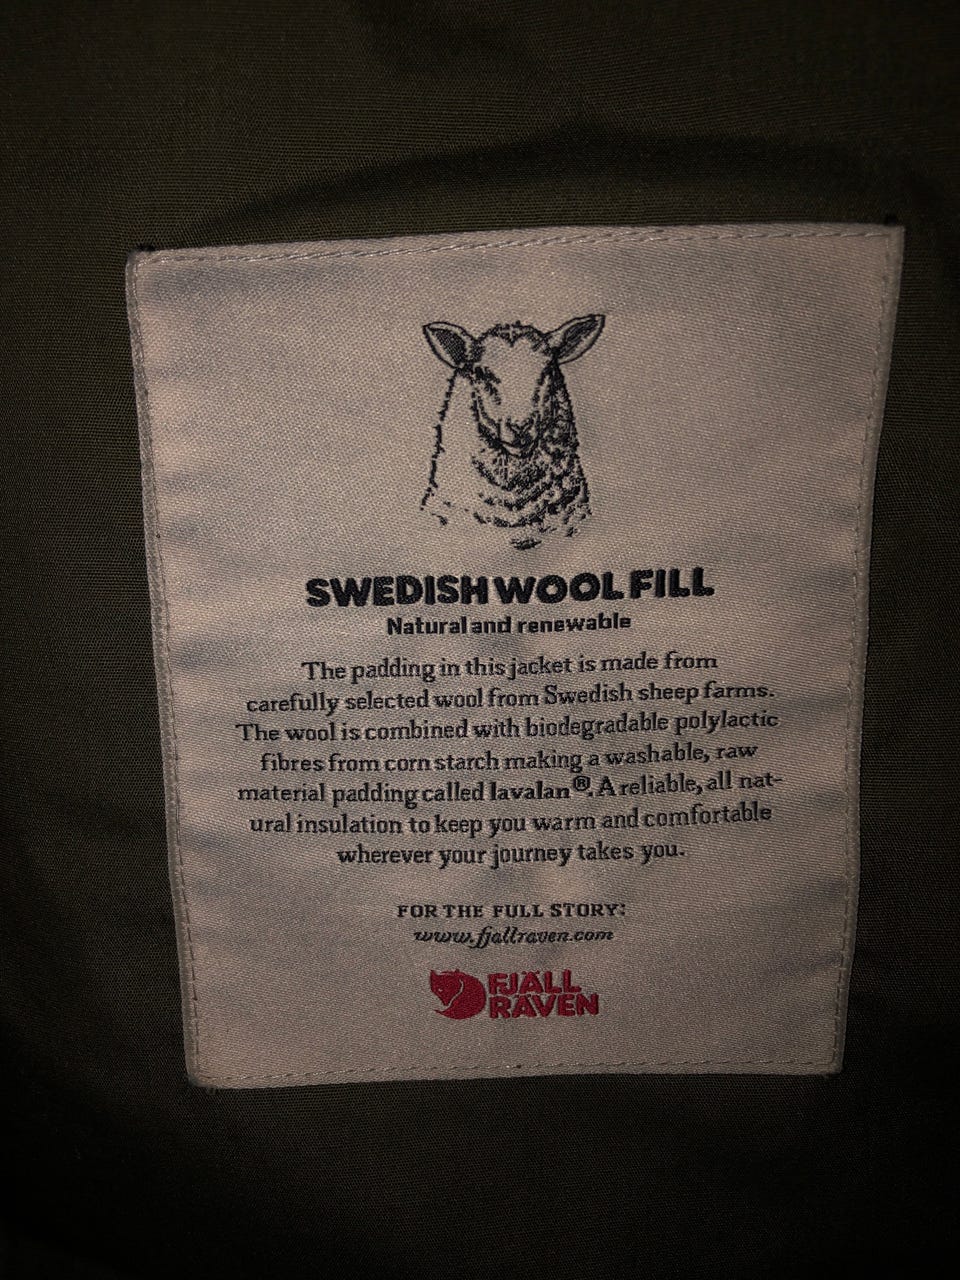 SWEDISH WOOL FILL
Natural and renewable
The padding in this jacket is made from
carefully selected wool from Swedish sheep farms.
The wool is combined with biodegradable polylactic
fibres from corn starch making a washable, raw
material padding called lavalan®. A reliable, all nat-
ural insulation to keep you warm and comfortable
wherever your journey takes you.
FOR THE FULL STORY:
www.fjallraven.com
FJÄLL
RÄVEN